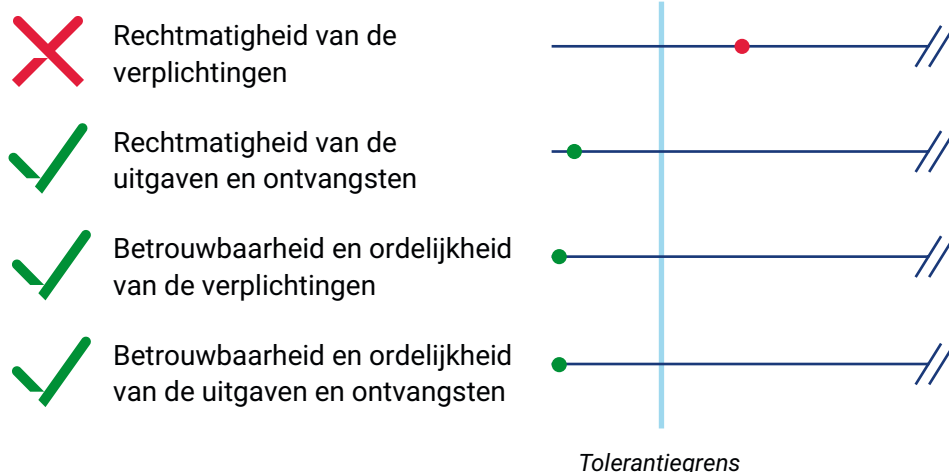 Rechtmatigheid van de
verplichtingen
Rechtmatigheid van de
uitgaven en ontvangsten
Betrouwbaarheid en ordelijkheid
van de verplichtingen
Betrouwbaarheid en ordelijkheid
van de uitgaven en ontvangsten
Tolerantiegrens